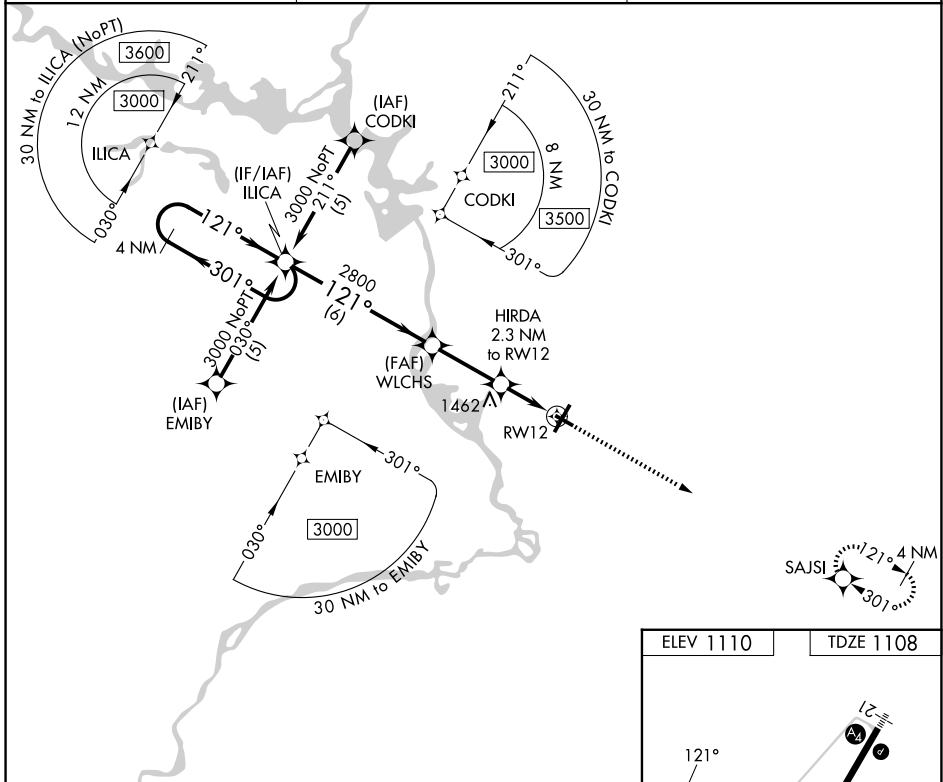 30 NM to ILICA (NoPT)
3600
211°
12 NM
3000
ILICA
030°
(IAF)
CODKI
3000 NoPT
211°
(5)
211°
30 NM to CODKI
3000
8 NM
CODKI
3500
301°
(IF/IAF)
ILICA
121°
4 NM
301°
2800
121°
(6)
3000 NoPT
030°
(5)
HIRDA
2.3 NM
to RW12
(FAF)
WLCHS
1462
RW12
(IAF)
EMIBY
EMIBY
301°
3000
030°
30 NM to EMIBY
SAJSI
121°
4 NM
301°
ELEV 1110
TDZE 1108
21
A4
P
121°